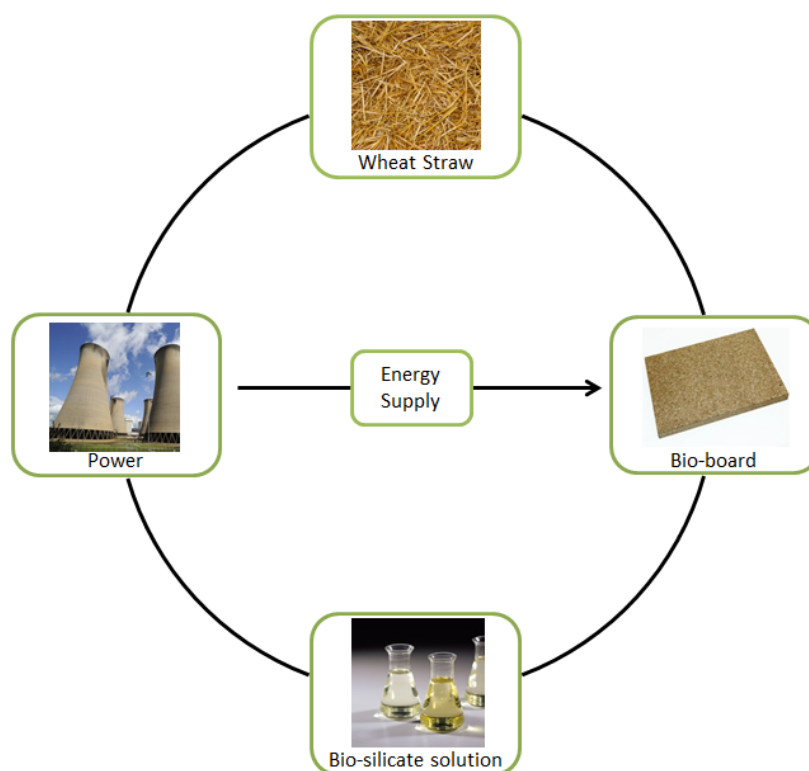 Wheat Straw
Power
Energy
Supply
Bio-board
Bio-silicate solution